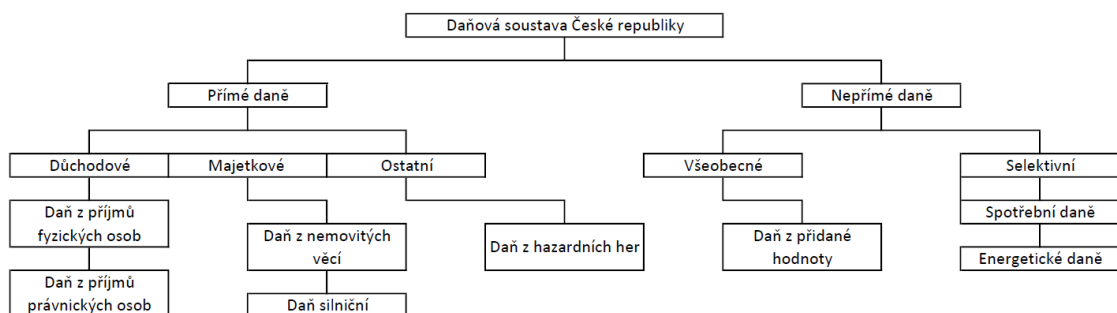 Daňová soustava České republiky
Přímé daně
Nepřímé daně
Důchodové
Majetkové
Ostatní
Všeobecné
Selektivní
Daň z příjmů
fyzických osob
Daň z nemovitých
věcí
Daň z hazardních her
Daň z přidané
hodnoty
Spotřební daně
Energetické daně
Daň z příjmů
právnických osob
Daň silniční